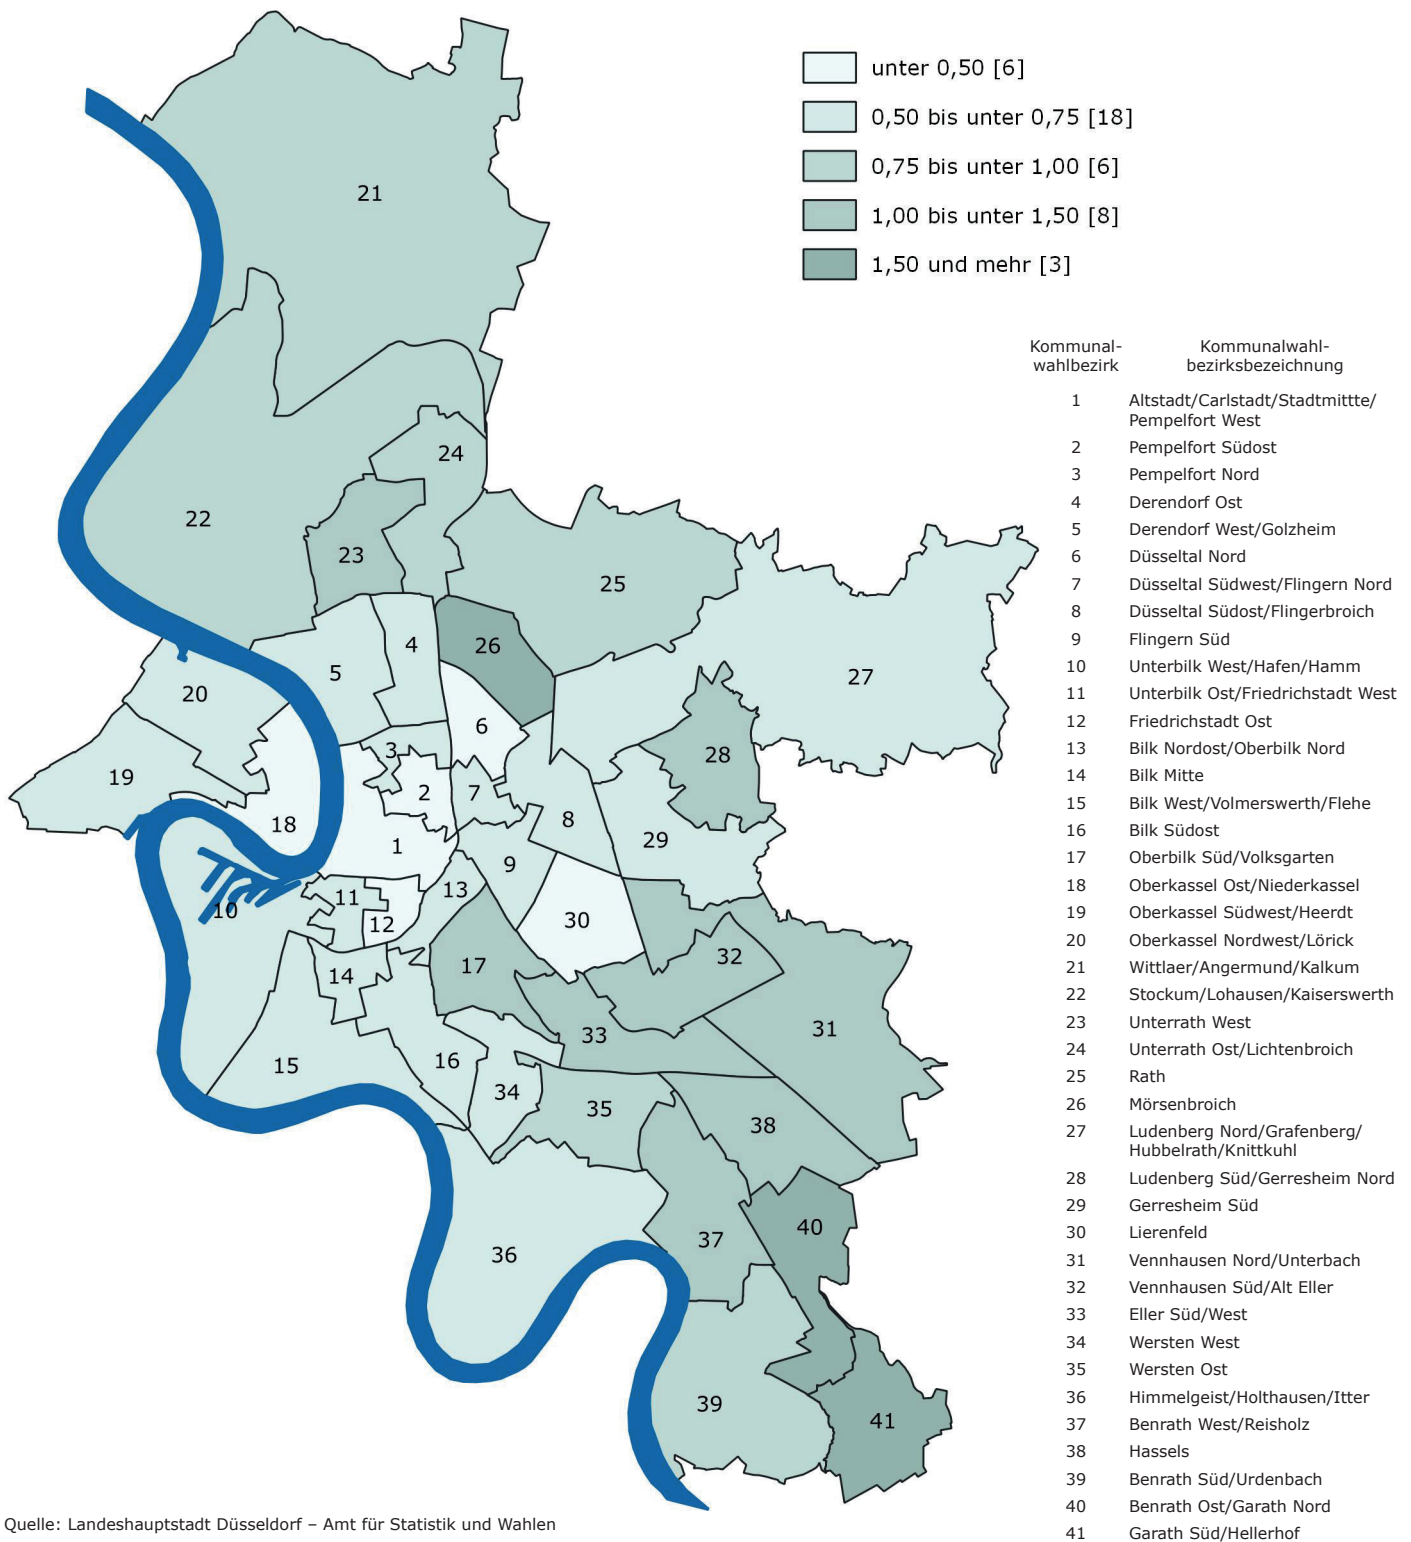 unter 0,50 [6]
0,50 bis unter 0,75 [18]
0,75 bis unter 1,00 [6]
1,00 bis unter 1,50 [8]
1,50 und mehr [3]
21
24
22
23
25
26
4
5
27
20
6
28
3
19
2
7
18
8
29
1
9
11
13
10
12
30
32
14
17
31
33
16
15
34
35
38
40
37
36
39
41
Kommunal- Kommunalwahl-
wahlbezirk bezirksbezeichnung
1 Altstadt/Carlstadt/Stadtmittte/
Pempelfort West
2 Pempelfort Südost
3 Pempelfort Nord
4 Derendorf Ost
5 Derendorf West/Golzheim
6 Düsseltal Nord
7 Düsseltal Südwest/Flingern Nord
8 Düsseltal Südost/Flingerbroich
9 Flingern Süd
10 Unterbilk West/Hafen/Hamm
11 Unterbilk Ost/Friedrichstadt West
12 Friedrichstadt Ost
13 Bilk Nordost/Oberbilk Nord
14 Bilk Mitte
15 Bilk West/Volmerswerth/Flehe
16 Bilk Südost
17 Oberbilk Süd/Volksgarten
18 Oberkassel Ost/Niederkassel
19 Oberkassel Südwest/Heerdt
20 Oberkassel Nordwest/Lörick
21 Wittlaer/Angermund/Kalkum
22 Stockum/Lohausen/Kaiserswerth
23 Unterrath West
24 Unterrath Ost/Lichtenbroich
25 Rath
26 Mörsenbroich
27 Ludenberg Nord/Grafenberg/
Hubbelrath/Knittkuhl
28 Ludenberg Süd/Gerresheim Nord
29 Gerresheim Süd
30 Lierenfeld
31 Vennhausen Nord/Unterbach
32 Vennhausen Süd/Alt Eller
33 Eller Süd/West
34 Wersten West
35 Wersten Ost
36 Himmelgeist/Holthausen/Itter
37 Benrath West/Reisholz
38 Hassels
39 Benrath Süd/Urdenbach
40 Benrath Ost/Garath Nord
41 Garath Süd/Hellerhof
Quelle: Landeshauptstadt Düsseldorf – Amt für Statistik und Wahlen